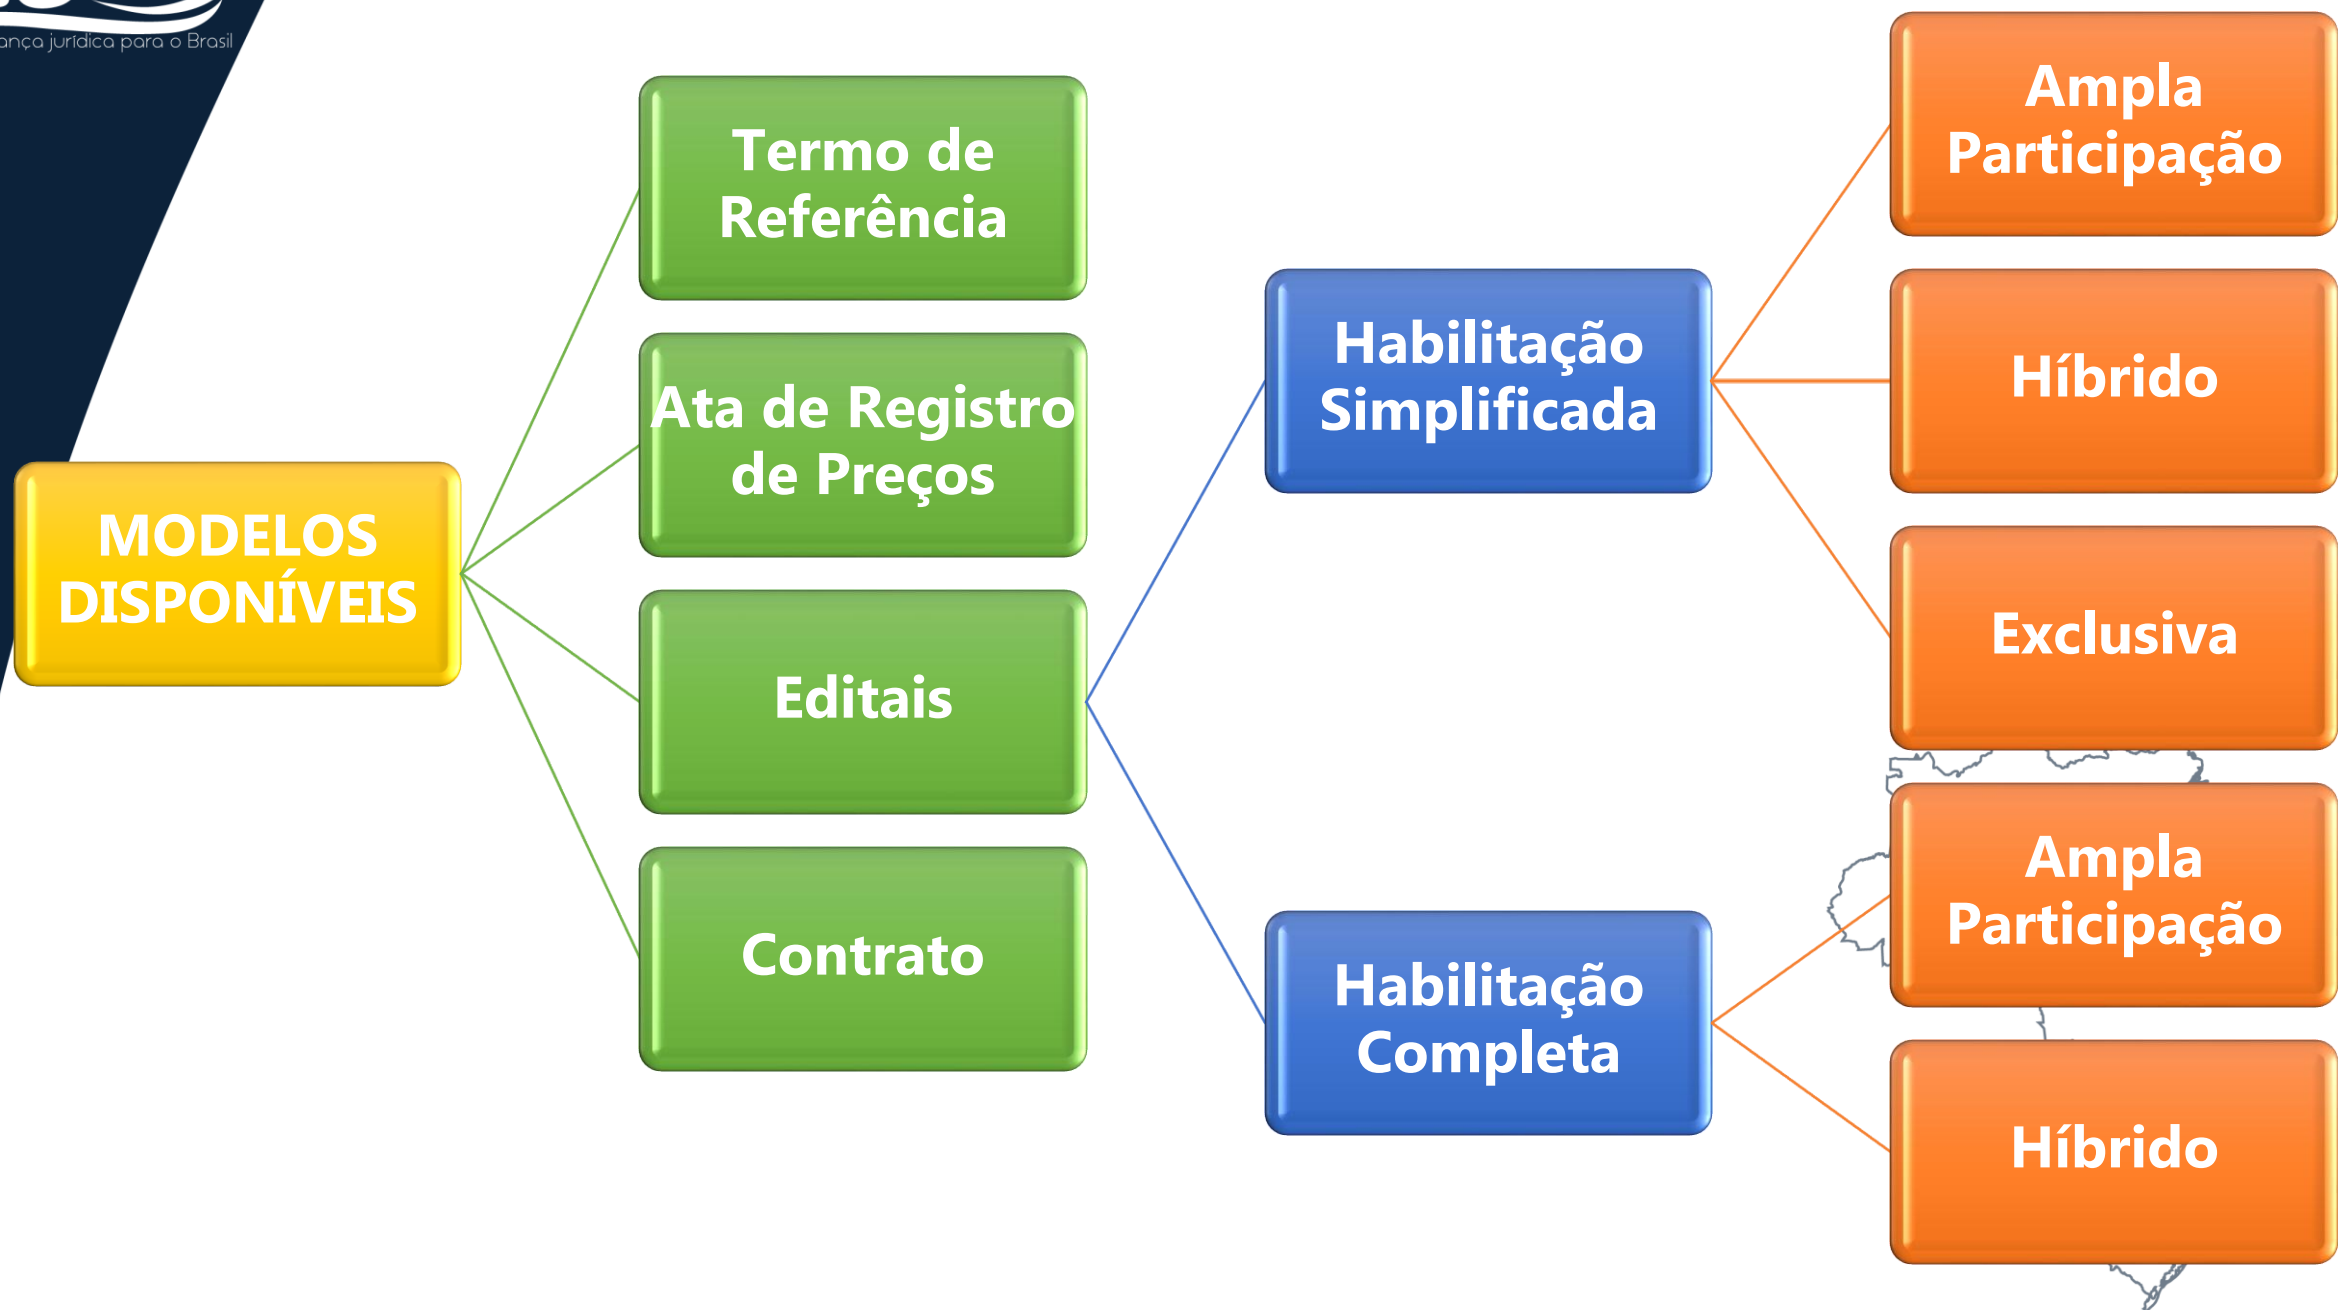 jurídica para o Brasil
MODELOS
DISPONÍVEIS
Termo de
Referência
Ata de Registro
de Preços
Editais
Contrato
Habilitação
Simplificada
Habilitação
Completa
Ampla
Participação
Híbrido
Exclusiva
Ampla
Participação
Híbrido